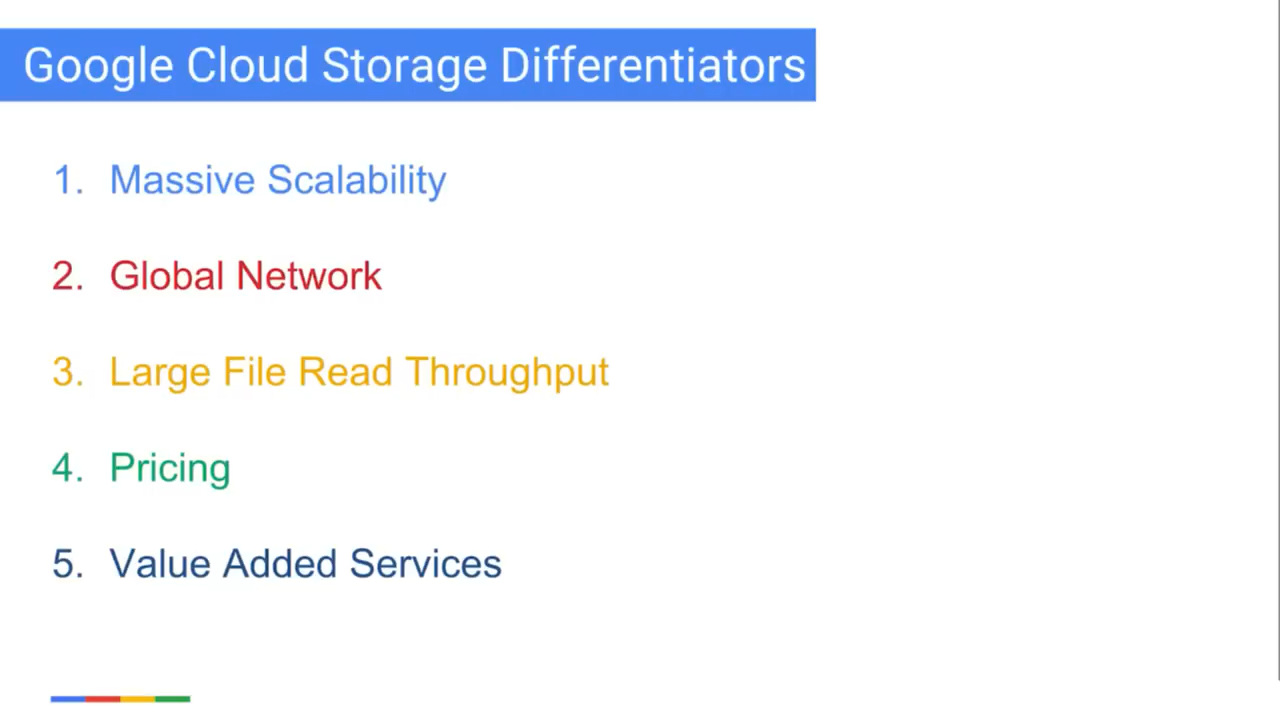 Google Cloud Storage Differentiators
1. Massive Scalability
2. Global Network
3. Large File Read Throughput
4. Pricing
5. Value Added Services